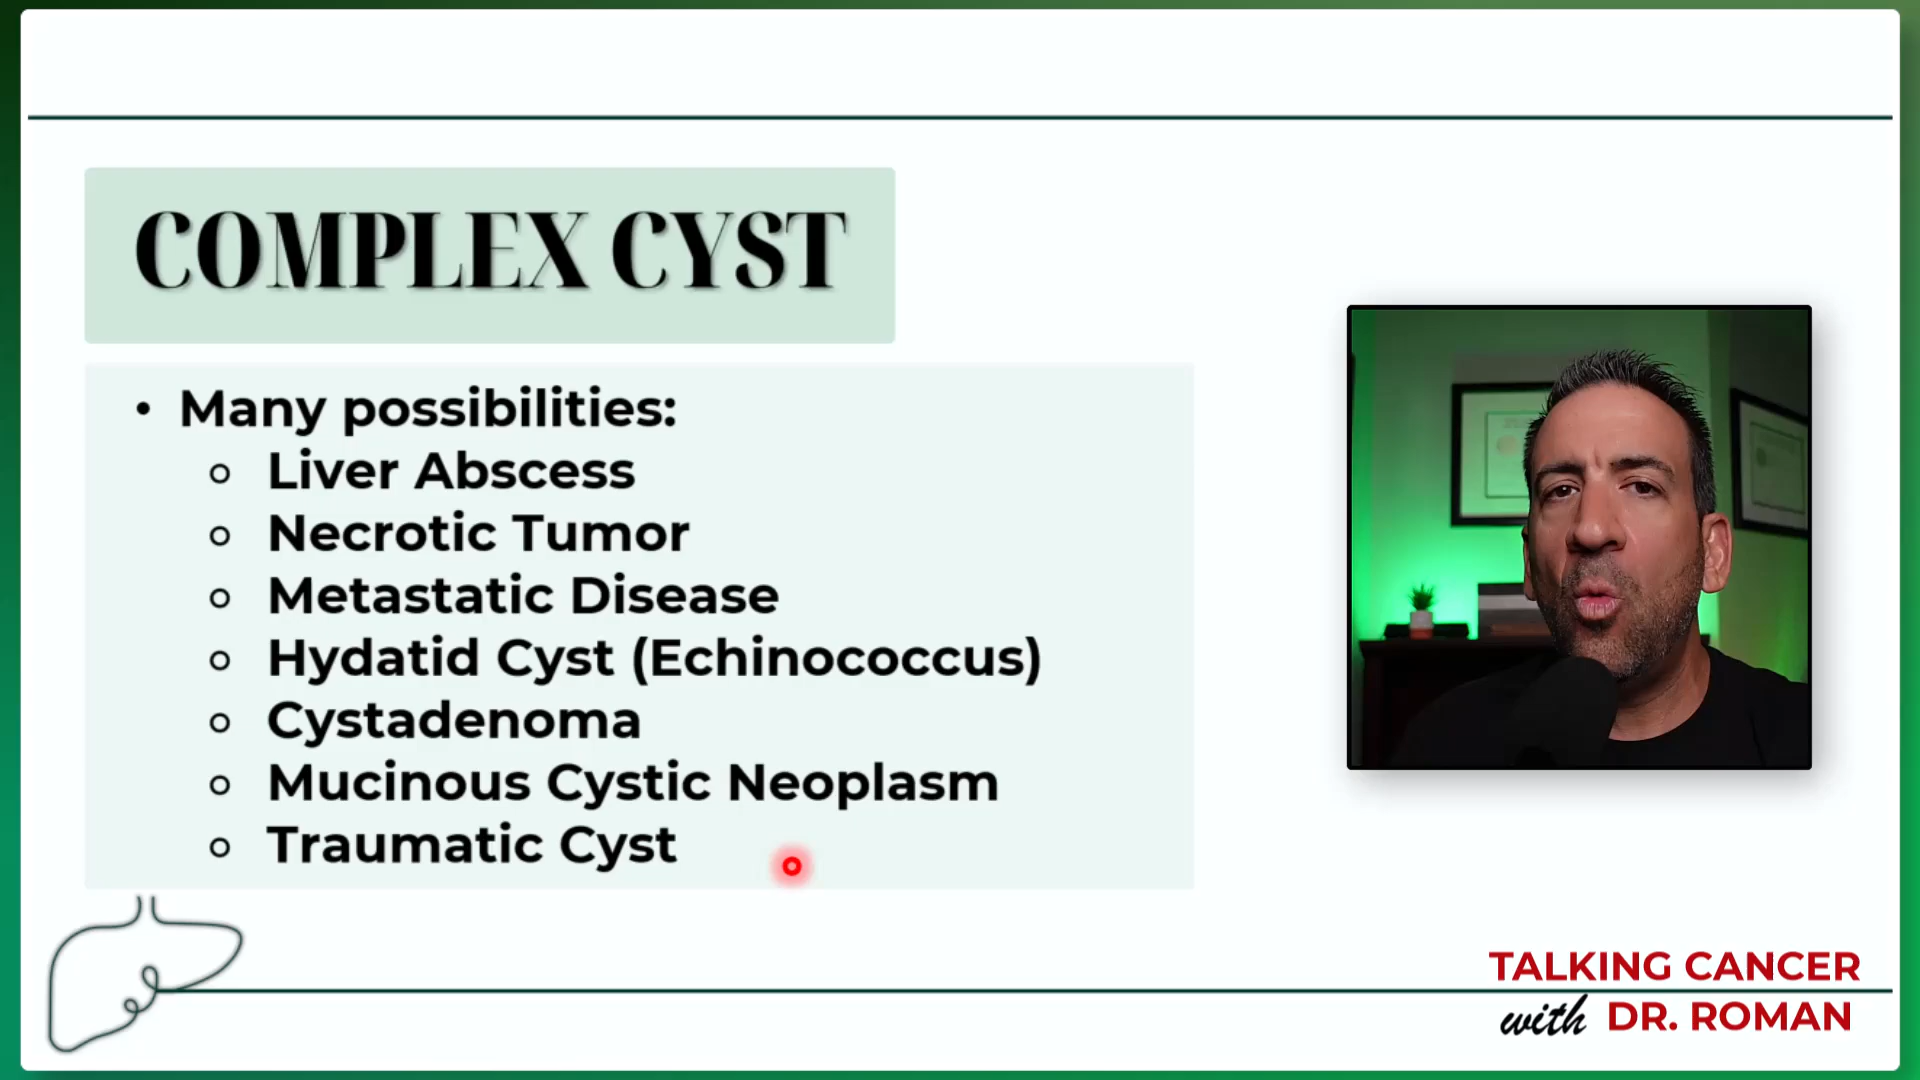 COMPLEX CYST
• Many possibilities:
○ Liver Abscess
○ Necrotic Tumor
○ Metastatic Disease
○ Hydatid Cyst (Echinococcus)
○ Cystadenoma
○ Mucinous Cystic Neoplasm
○ Traumatic Cyst
TALKING CANCER
with DR. ROMAN